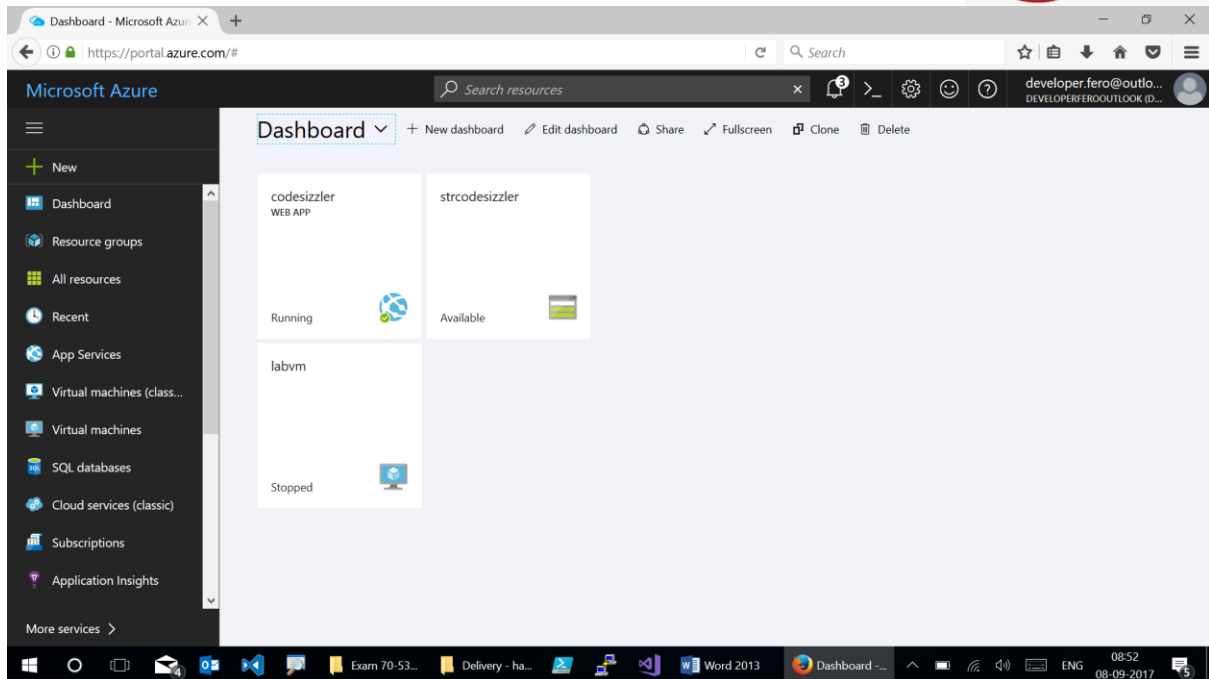 Dashboard - Microsoft Azur
https://portal.azure.com/#
Search
Microsoft Azure
Search resources
3
developer.fero@outlo...
DEVELOPERFEROOUTLOOK (D...
Dashboard
New dashboard
Edit dashboard
Share
Fullscreen
Clone
Delete
New
Dashboard
Resource groups
All resources
Recent
App Services
Virtual machines (class...
Virtual machines
SQL databases
Cloud services (classic)
Subscriptions
Application Insights
More services
codesizzler
WEB APP
Running
strcodesizzler
Available
labvm
Stopped
4
Exam 70-53...
Delivery - ha...
Word 2013
Dashboard -...
ENG
08:52
08-09-2017
5